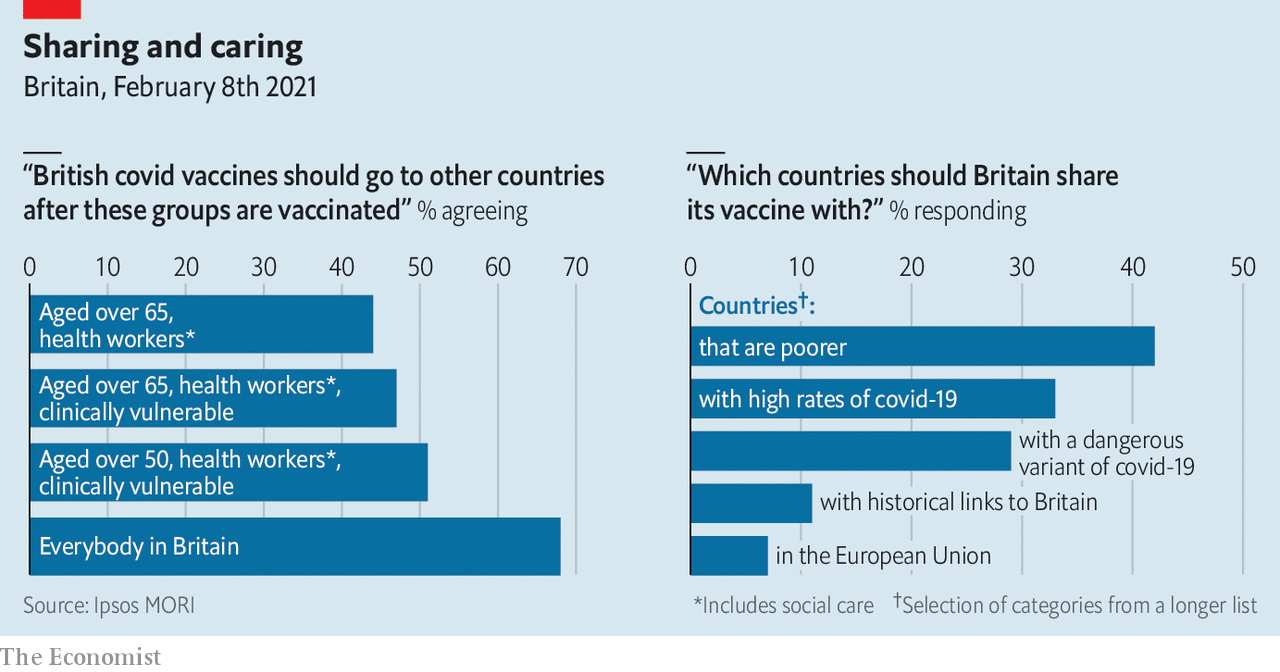 Sharing and caring
Britain, February 8th 2021
“British covid vaccines should go to other countries
after these groups are vaccinated” % agreeing
0 10 20 30 40 50 60 70
Aged over 65,
health workers*
Aged over 65, health workers*,
clinically vulnerable
Aged over 50, health workers*,
clinically vulnerable
Everybody in Britain
Source: Ipsos MORI
“Which countries should Britain share
its vaccine with?” % responding
0 10 20 30 40 50
Countries†:
that are poorer
with high rates of covid-19
with a dangerous
variant of covid-19
with historical links to Britain
in the European Union
*Includes social care †Selection of categories from a longer list
The Economist